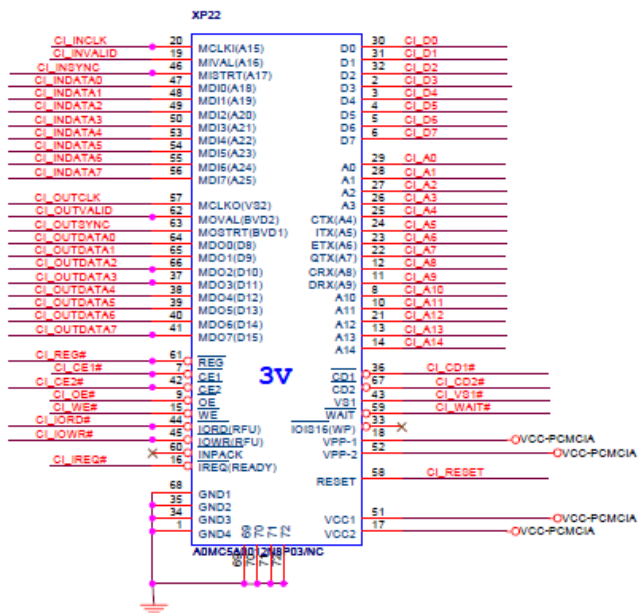 XP22
CI_INCLK 20 MCLKI(A15) D0 30 CI_D0
CI_INVALID 19 MIVAL(A16) D1 31 CI_D1
CI_INSYNC 46 MISTRT(A17) D2 32 CI_D2
CI_INDATA0 47 MDI0(A18) D3 2 CI_D3
CI_INDATA1 48 MDI1(A19) D4 3 CI_D4
CI_INDATA2 49 MDI2(A20) D5 4 CI_D5
CI_INDATA3 50 MDI3(A21) D6 5 CI_D6
CI_INDATA4 53 MDI4(A22) D7 6 CI_D7
CI_INDATA5 54 MDI5(A23)
CI_INDATA6 55 MDI6(A24) A0 29 CI_A0
CI_INDATA7 56 MDI7(A25) A1 28 CI_A1
A2 27 CI_A2
CI_OUTCLK 57 MCLKO(VS2) A3 26 CI_A3
CI_OUTVALID 62 MOVAL(BVD2) CTX(A4) 25 CI_A4
CI_OUTSYNC 63 MOSTRT(BVD1) ITX(A5) 24 CI_A5
CI_OUTDATA0 64 MDO0(D8) ETX(A6) 23 CI_A6
CI_OUTDATA1 65 MDO1(D9) QTX(A7) 22 CI_A7
CI_OUTDATA2 66 MDO2(D10) CRX(A8) 12 CI_A8
CI_OUTDATA3 37 MDO3(D11) DRX(A9) 11 CI_A9
CI_OUTDATA4 38 MDO4(D12) A10 8 CI_A10
CI_OUTDATA5 39 MDO5(D13) A11 10 CI_A11
CI_OUTDATA6 40 MDO6(D14) A12 21 CI_A12
CI_OUTDATA7 41 MDO7(D15) A13 13 CI_A13
A14 14 CI_A14
CI_REG# 61 REG
CI_CE1# 7 CE1 3V CD1 36 CI_CD1#
CI_CE2# 42 CE2 CD2 67 CI_CD2#
CI_OE# 9 OE VS1 43 CI_VS1#
CI_WE# 15 WE WAIT 59 CI_WAIT#
CI_IORD# 44 IORD(RFU) IOIS16(WP) 33
CI_IOWR# 45 IOWR(RFU) VPP-1 18 VCC-PCMCIA
60 INPACK VPP-2 52 VCC-PCMCIA
CI_IREQ# 16 IREQ(READY)
RESET 58 CI_RESET
68 GND1
35 GND2
34 GND3 VCC1 51 VCC-PCMCIA
1 GND4 VCC2 17 VCC-PCMCIA
69 70 71 72
69 70 71 72